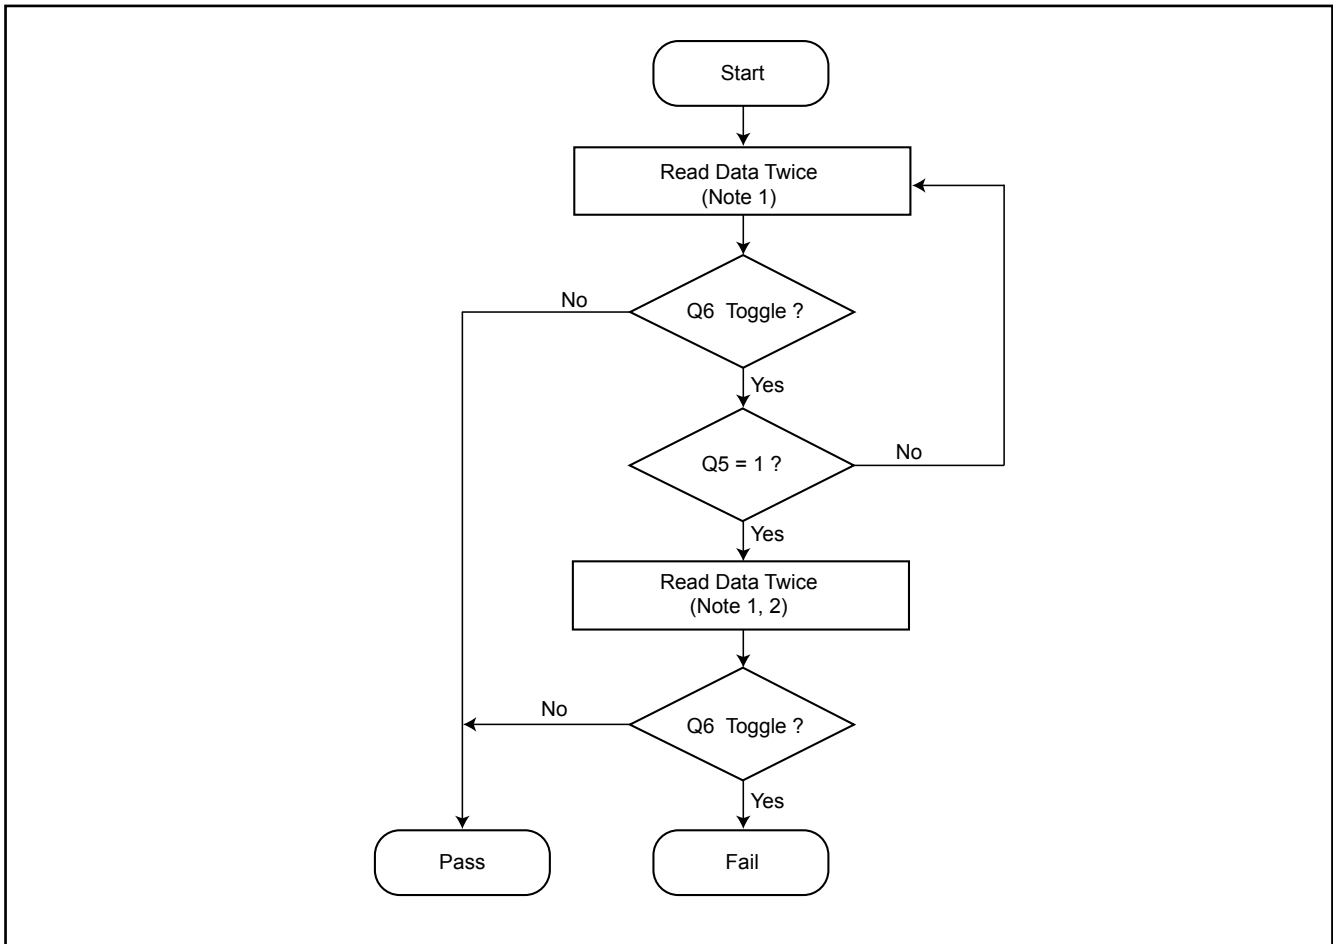 Start
Read Data Twice
(Note 1)
No
Q6 Toggle ?
Yes
Q5 = 1 ?
No
Yes
Read Data Twice
(Note 1, 2)
No
Q6 Toggle ?
Yes
Pass
Fail